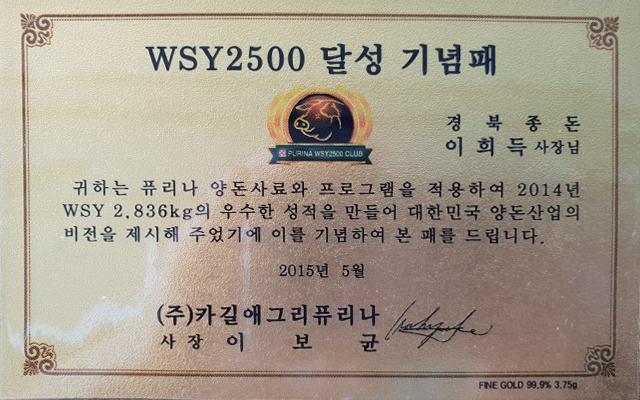 WSY2500 달성 기념패
PURINA WSY2500 CLUB
경북종돈
이희득 사장님
귀하는 퓨리나 양돈사료와 프로그램을 적용하여 2014년
WSY 2,836kg의 우수한 성적을 만들어 대한민국 양돈산업의
비전을 제시해 주었기에 이를 기념하여 본 패를 드립니다.
2015년 5월
(주)카길애그리퓨리나
사장 이보균
FINE GOLD 99.9% 3.75g